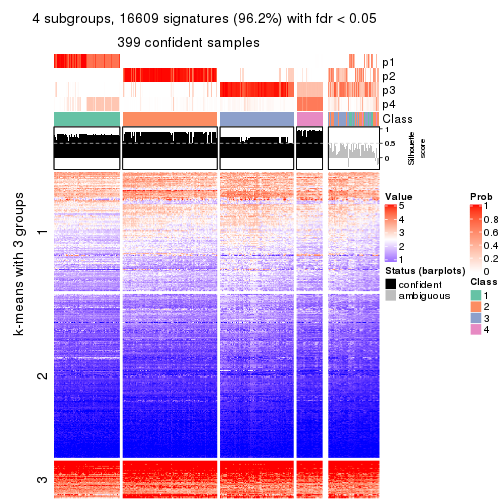 4 subgroups, 16609 signatures (96.2%) with fdr < 0.05
399 confident samples
p1
p2
p3
p4
Class
1
0.5
0
Silhouette
score
k-means with 3 groups
1
2
3
Value
5
4
3
2
1
Status (barplots)
confident
ambiguous
Prob
1
0.8
0.6
0.4
0.2
0
Class
1
2
3
4